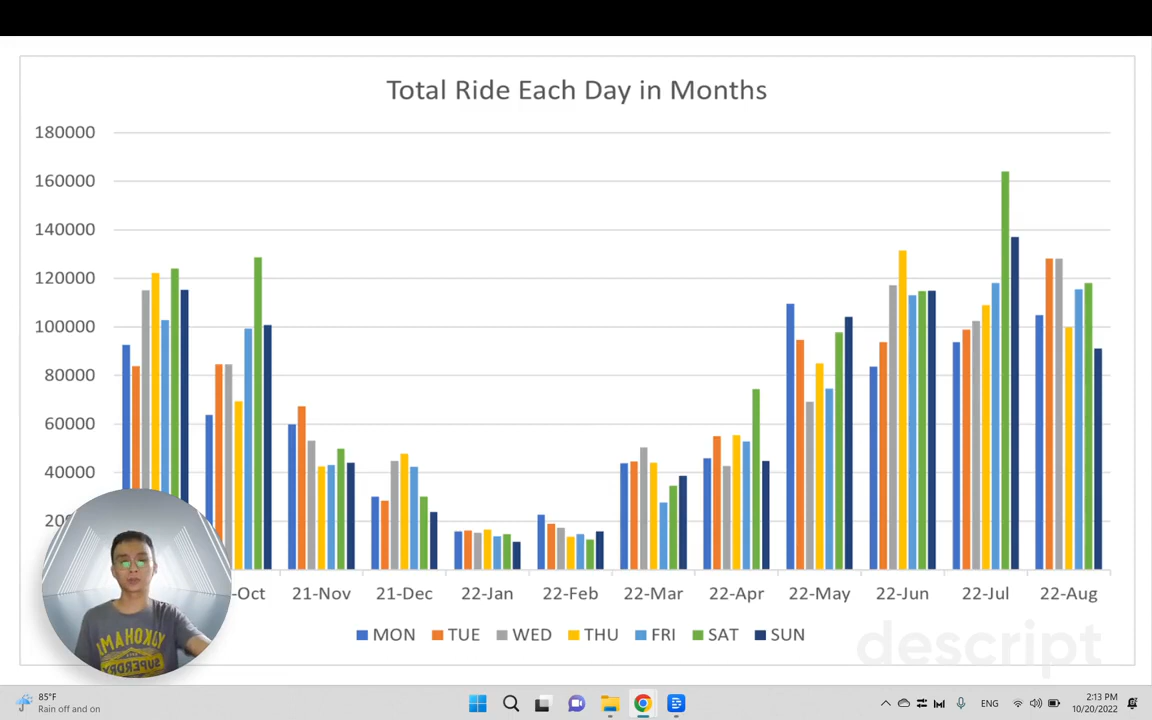 Total Ride Each Day in Months
180000
160000
140000
120000
100000
80000
60000
40000
-Oct 21-Nov 21-Dec 22-Jan 22-Feb 22-Mar 22-Apr 22-May 22-Jun 22-Jul 22-Aug
MON TUE WED THU FRI SAT SUN
descript
YOKOHAMI
SUPERDRY
85°F
Rain off and on
ENG
2:13 PM
10/20/2022